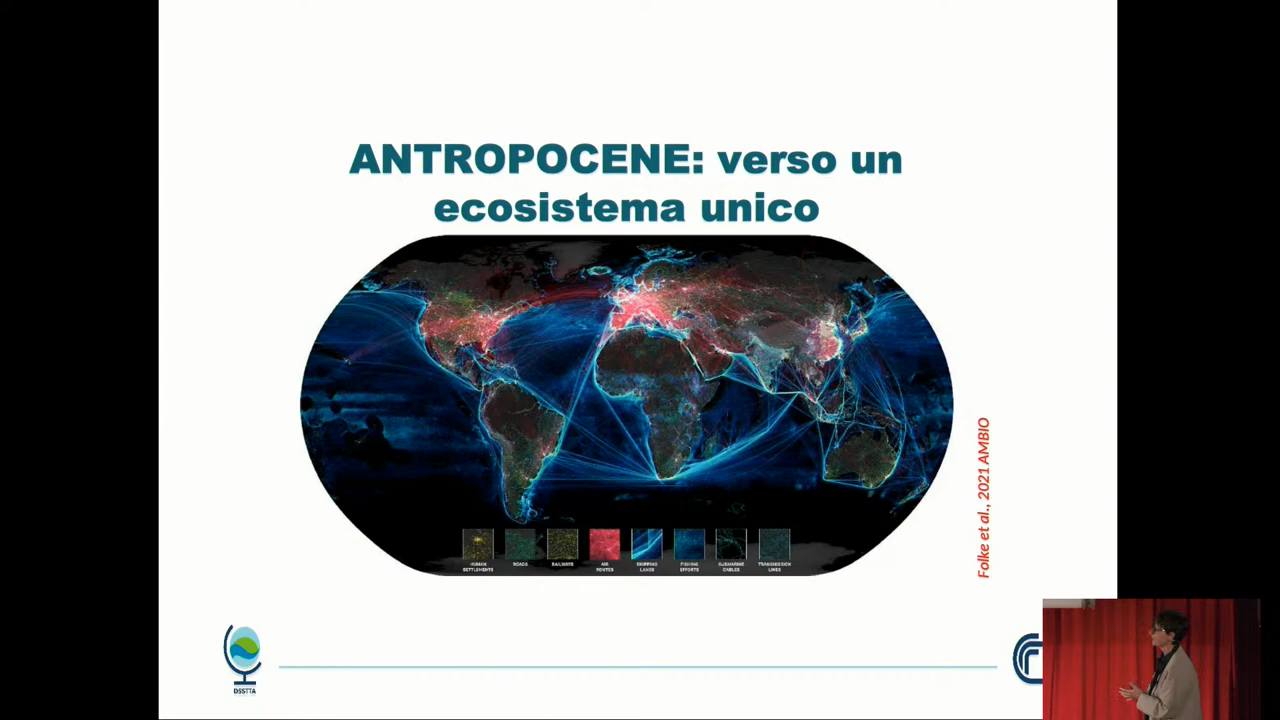 ANTROPOCENE: verso un
ecosistema unico
HUMAN
SETTLEMENTS
ROADS
RAILWAYS
AIR
ROUTES
SHIPPING
LANES
FISHING
EFFORTS
SUBMARINE
CABLES
TRANSMISSION
LINES
Folke et al., 2021 AMBIO
DSSTTA